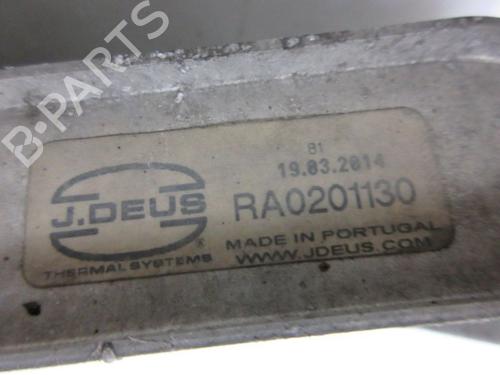 B-PARTS
81
19.03.2014
J.DEUS
®
RA0201130
THERMAL SYSTEMS
MADE IN PORTUGAL
WWW.JDEUS.COM